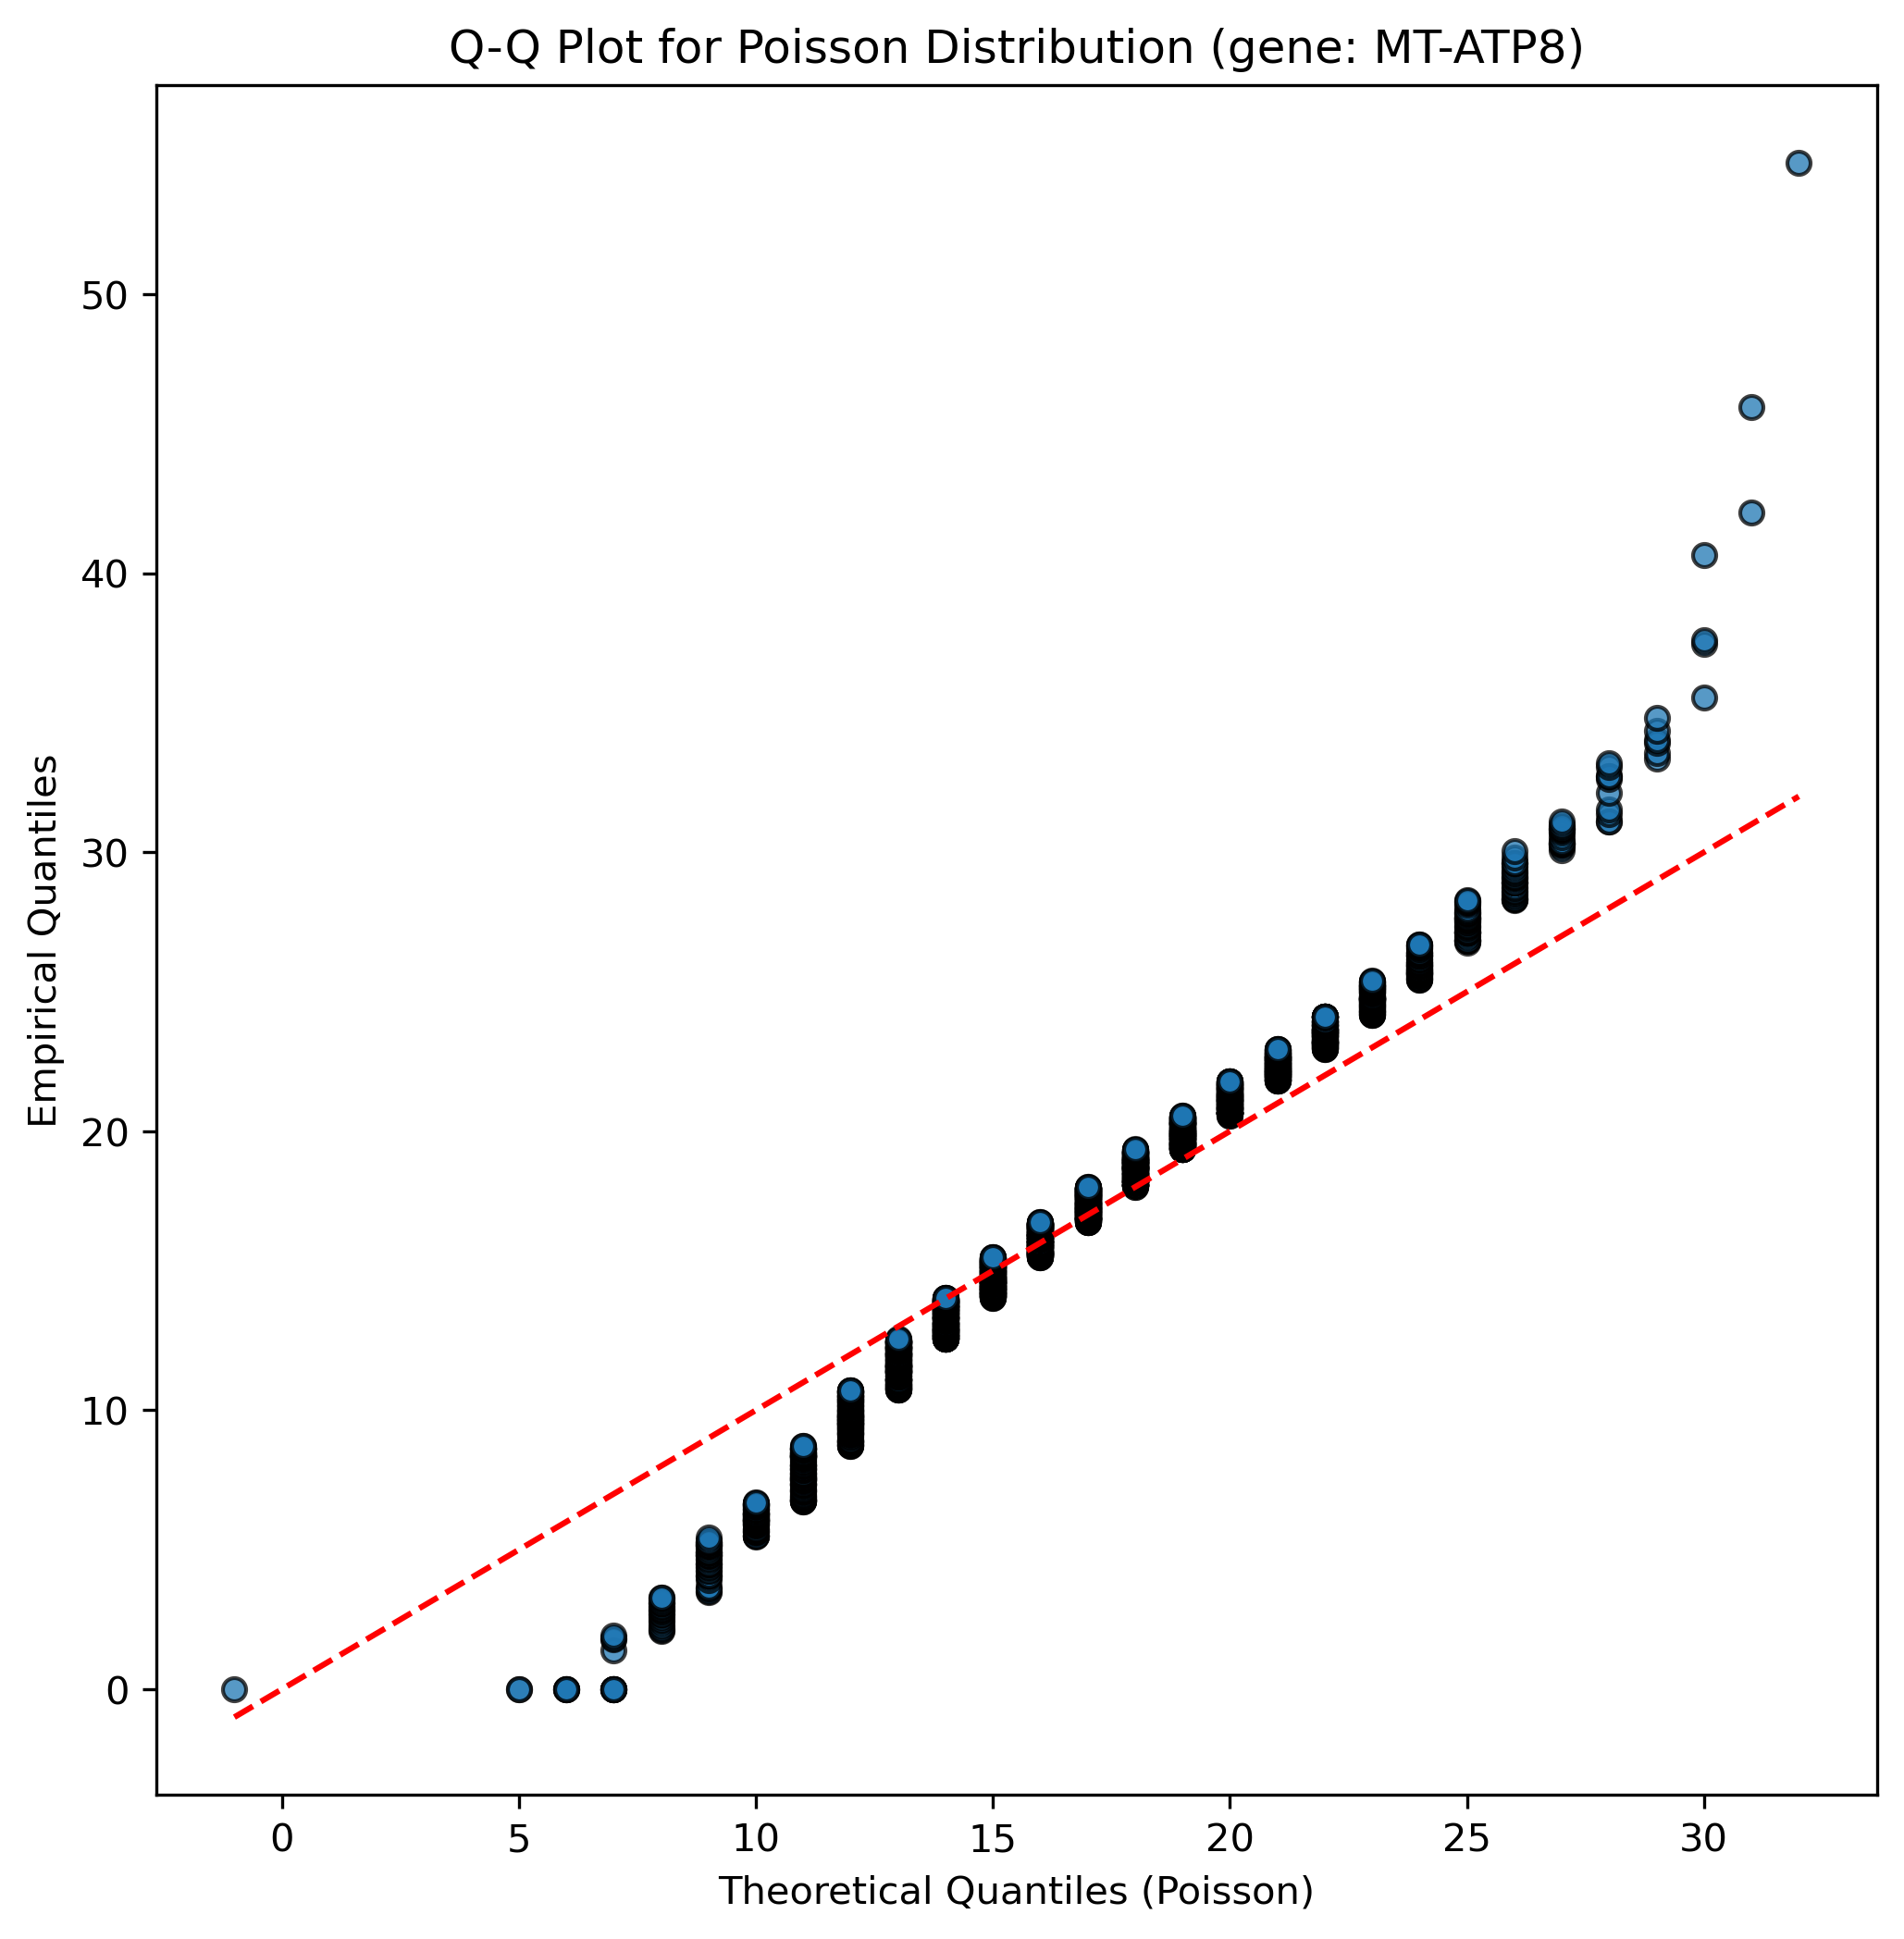 Q-Q Plot for Poisson Distribution (gene: MT-ATP8)
50
40
30
20
10
0
Empirical Quantiles
0 5 10 15 20 25 30
Theoretical Quantiles (Poisson)